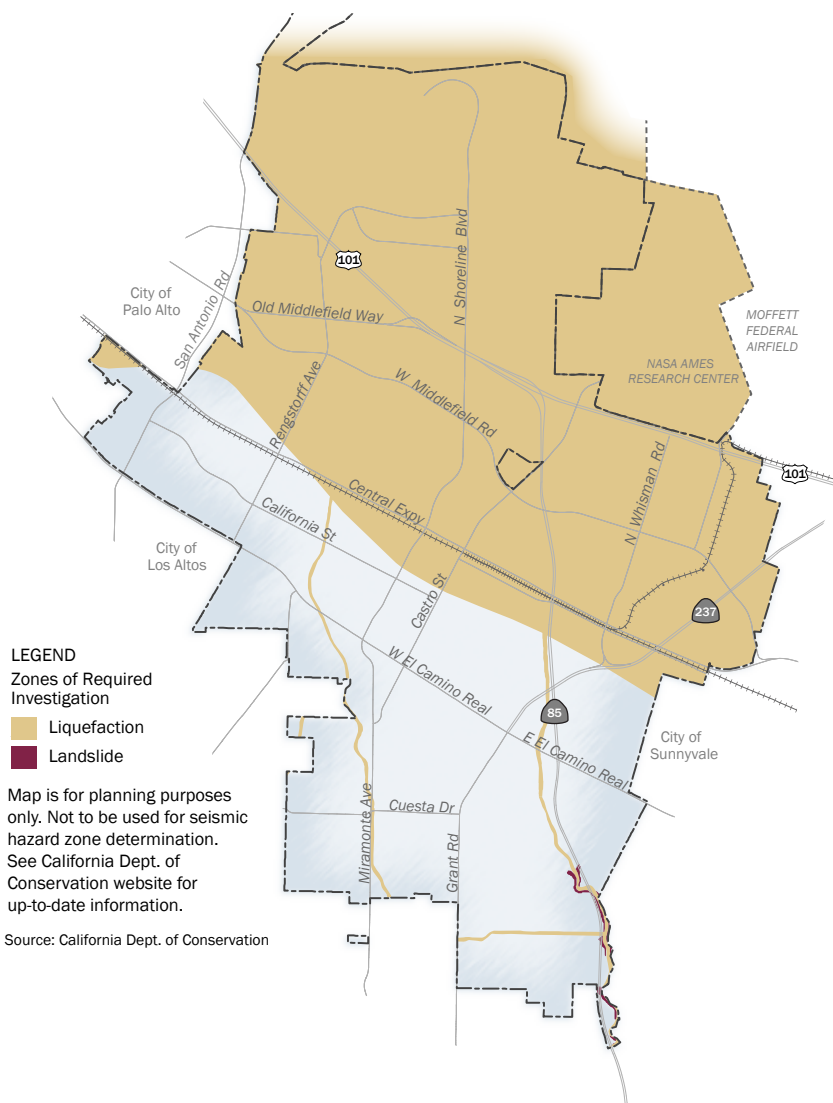 101
City of
Palo Alto
San Antonio Rd
Old Middlefield Way
N Shoreline Blvd
MOFFETT
FEDERAL
AIRFIELD
NASA AMES
RESEARCH CENTER
Rengstorff Ave
W Middlefield Rd
N Whisman Rd
101
Central Expy
California St
City of
Los Altos
Castro St
237
W El Camino Real
85
E El Camino Real
City of
Sunnyvale
Miramonte Ave
Cuesta Dr
Grant Rd
LEGEND
Zones of Required
Investigation
Liquefaction
Landslide
Map is for planning purposes
only. Not to be used for seismic
hazard zone determination.
See California Dept. of
Conservation website for
up-to-date information.
Source: California Dept. of Conservation